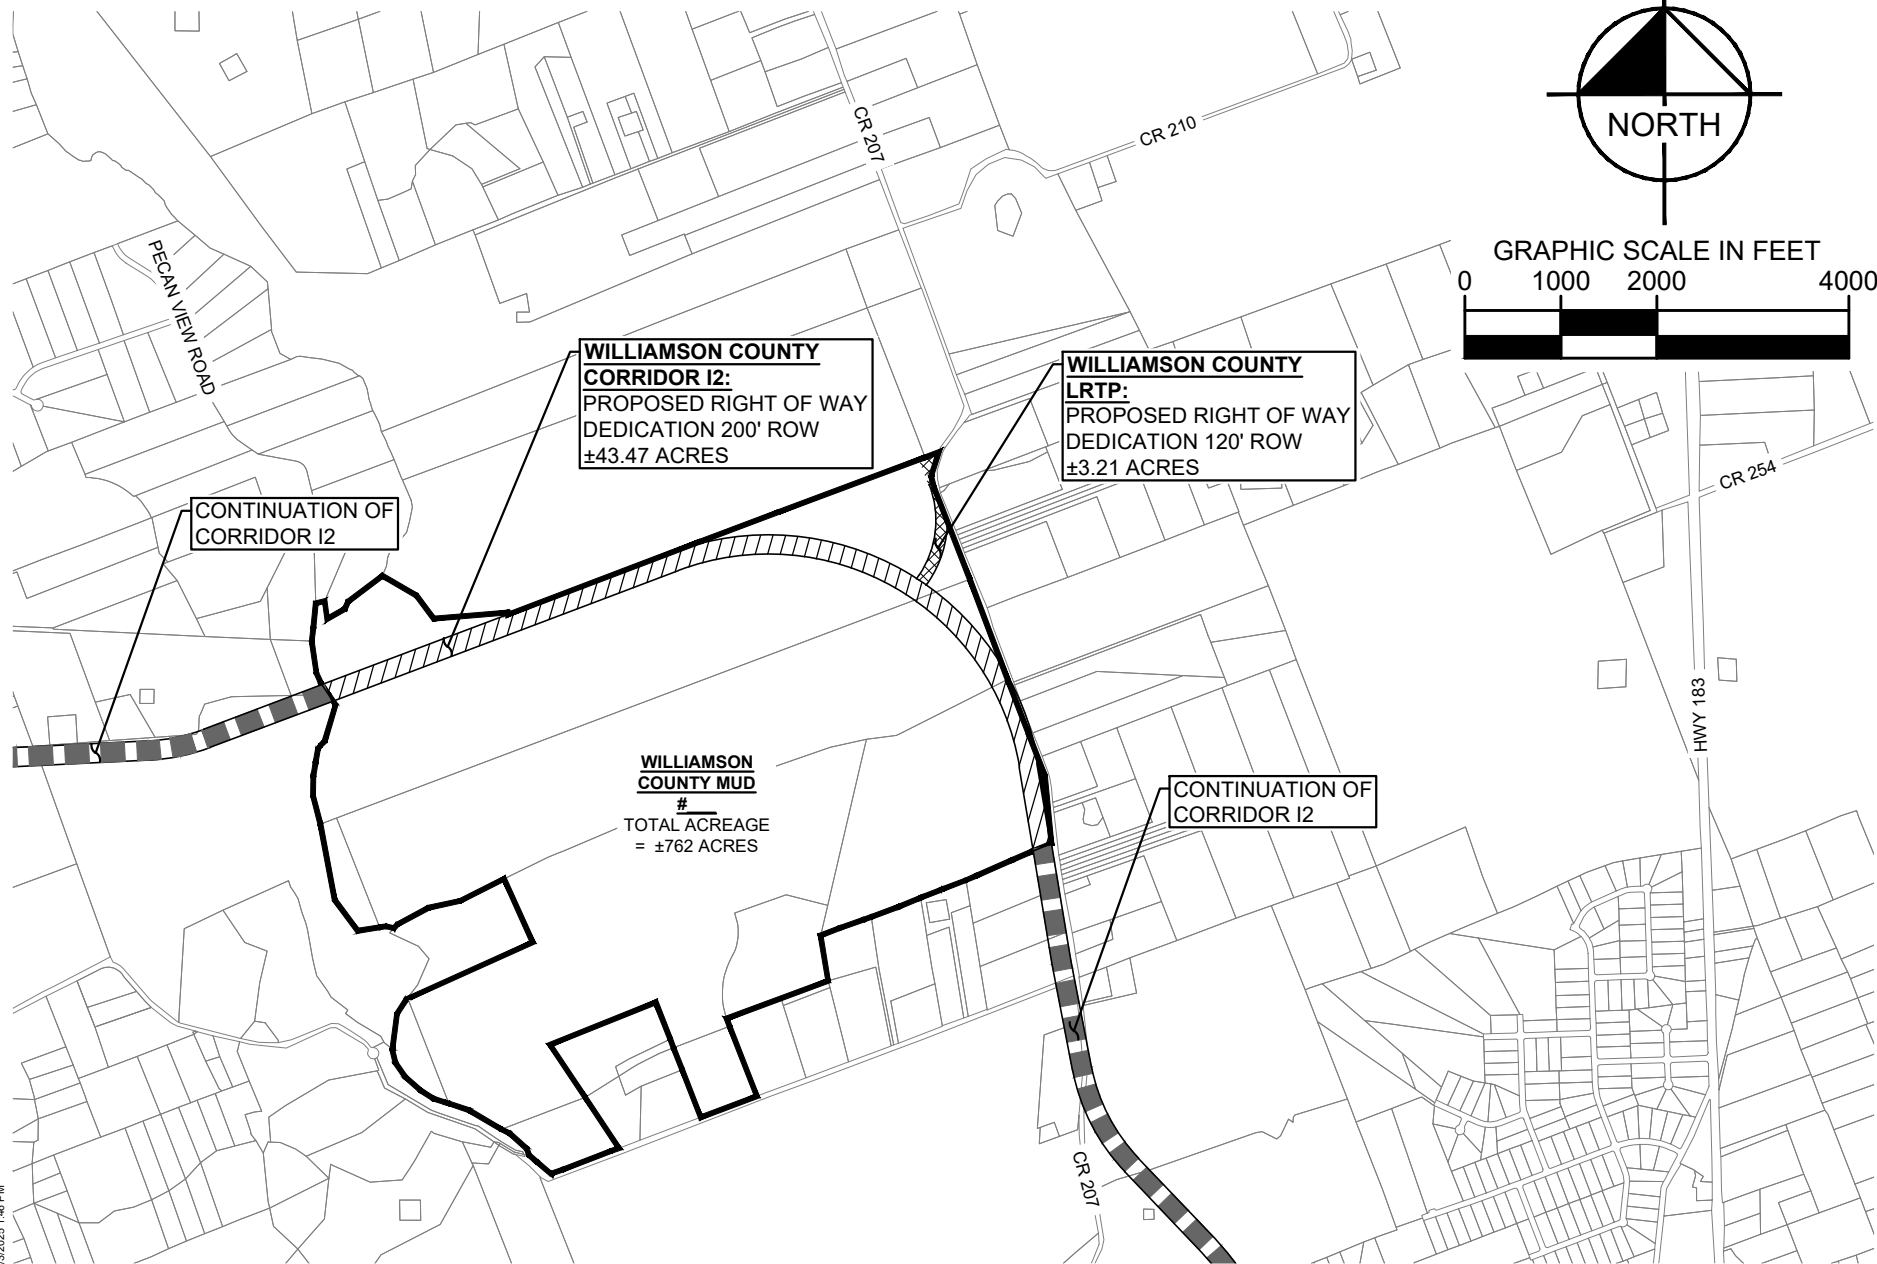 NORTH
GRAPHIC SCALE IN FEET
0 1000 2000 4000
CR 207
CR 210
PECAN VIEW ROAD
WILLIAMSON COUNTY
CORRIDOR I2:
PROPOSED RIGHT OF WAY
DEDICATION 200' ROW
±43.47 ACRES
WILLIAMSON COUNTY
LRTP:
PROPOSED RIGHT OF WAY
DEDICATION 120' ROW
±3.21 ACRES
CR 254
CONTINUATION OF
CORRIDOR I2
HWY 183
WILLIAMSON
COUNTY MUD
#___
TOTAL ACREAGE
= ±762 ACRES
CONTINUATION OF
CORRIDOR I2
CR 207